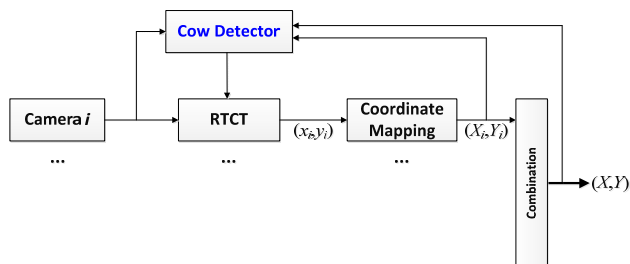 Cow Detector
Camera i
RTCT
(xi,yi)
Coordinate
Mapping
(Xi,Yi)
...
...
...
Combination
(X,Y)